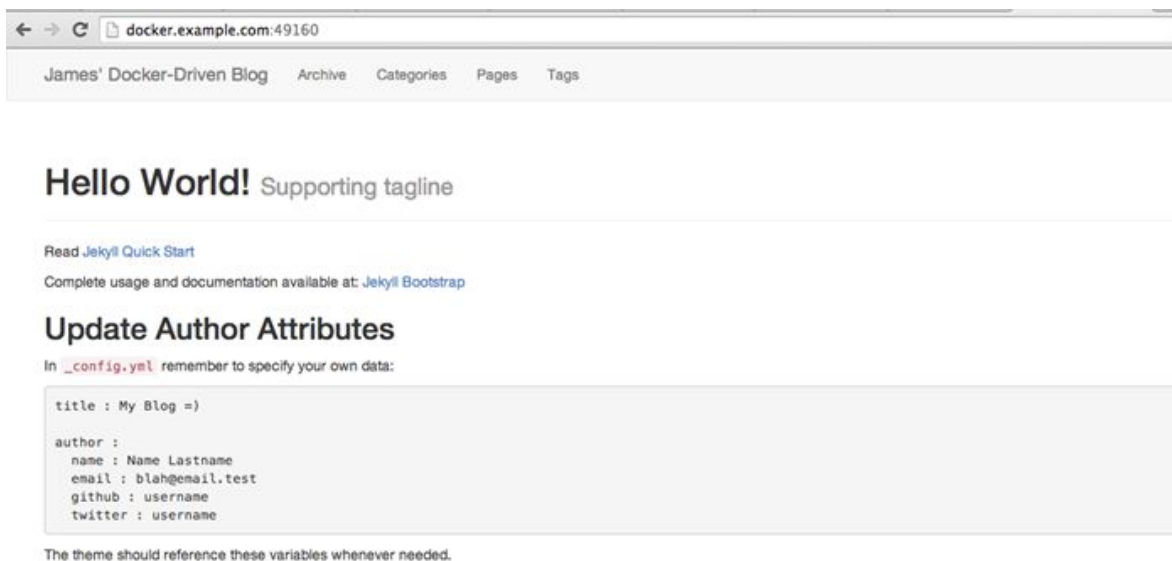 docker.example.com:49160
James' Docker-Driven Blog Archive Categories Pages Tags
Hello World! Supporting tagline
Read Jekyll Quick Start
Complete usage and documentation available at: Jekyll Bootstrap
Update Author Attributes
In _config.yml remember to specify your own data:
title : My Blog =)
author :
name : Name Lastname
email : blah@email.test
github : username
twitter : username
The theme should reference these variables whenever needed.